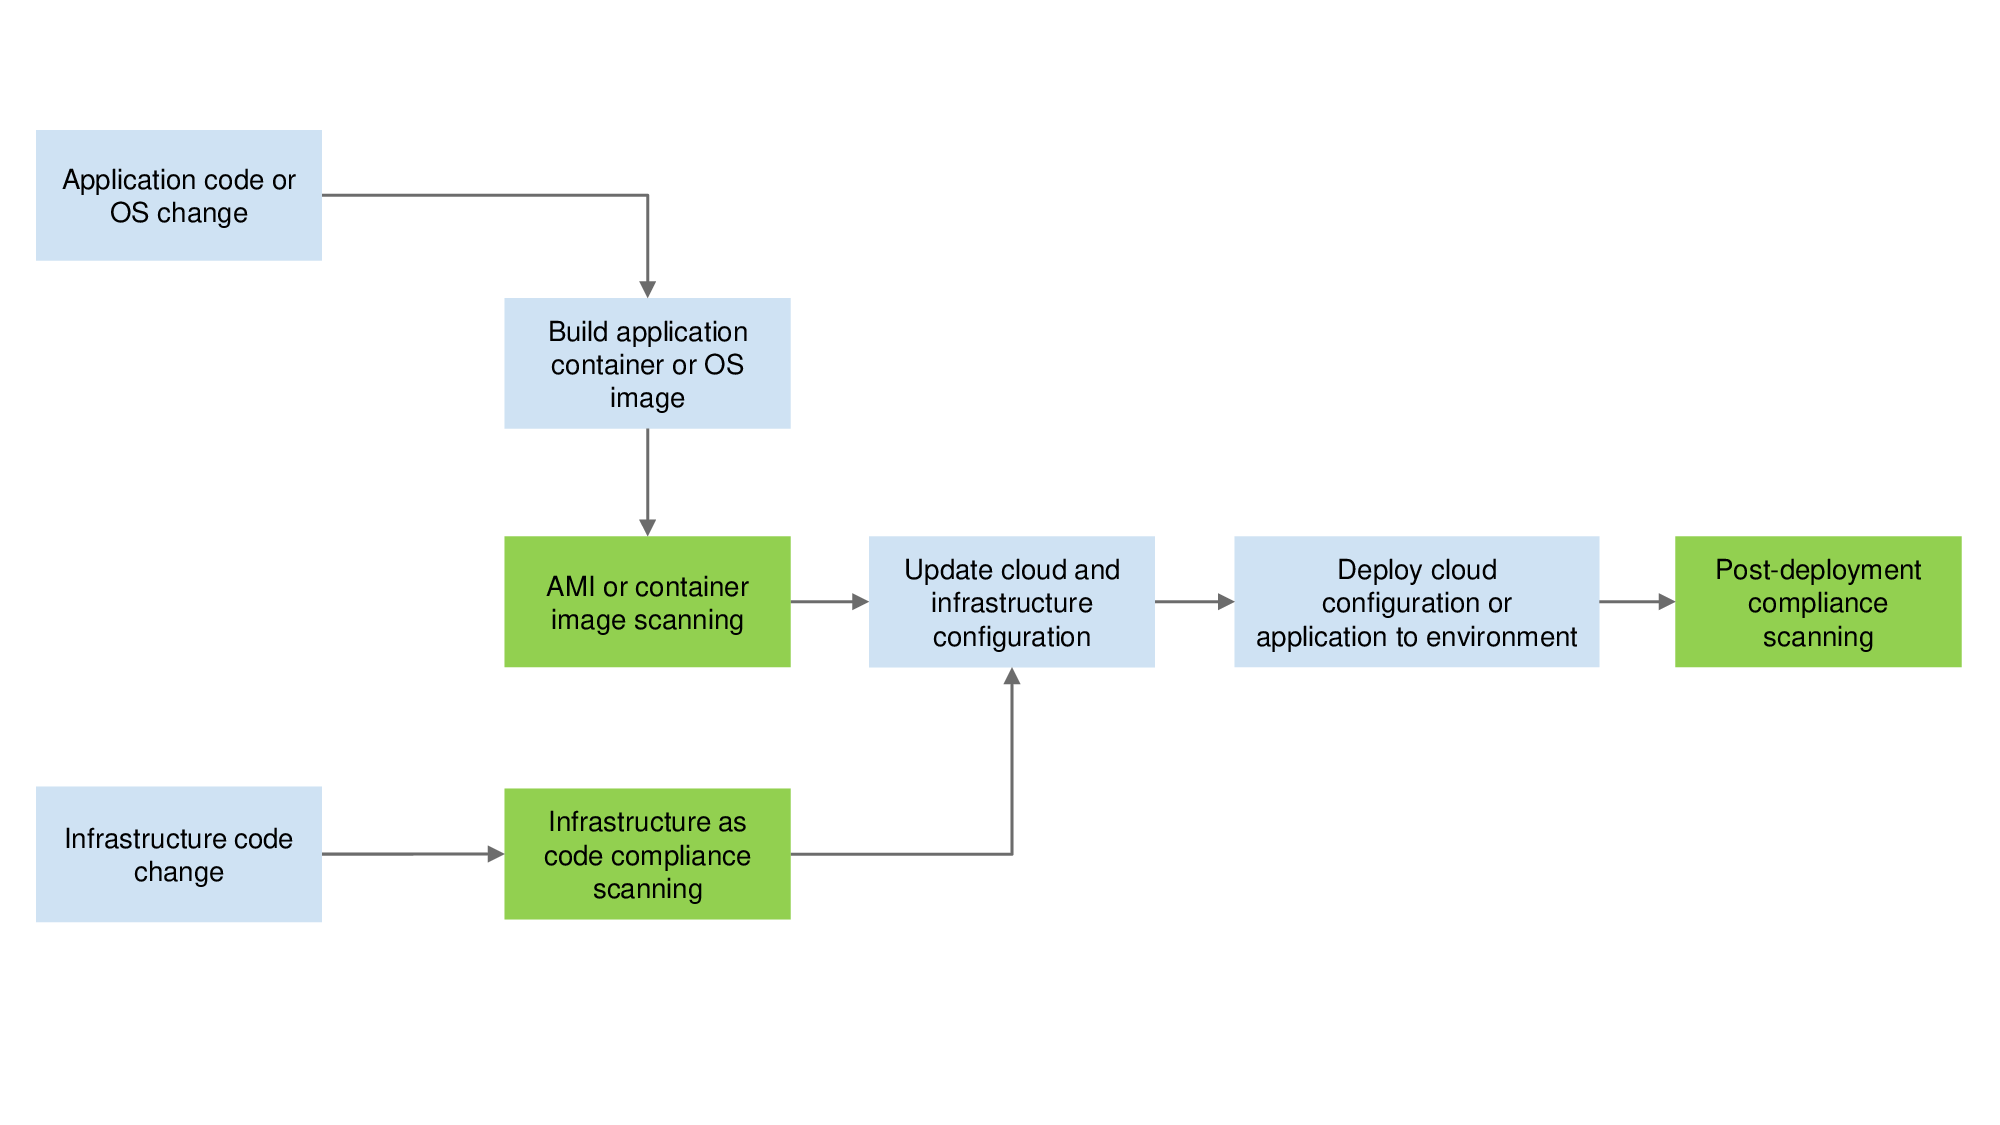 Application code or
OS change
Build application
container or OS
image
AMI or container
image scanning
Update cloud and
infrastructure
configuration
Deploy cloud
configuration or
application to environment
Post-deployment
compliance
scanning
Infrastructure code
change
Infrastructure as
code compliance
scanning